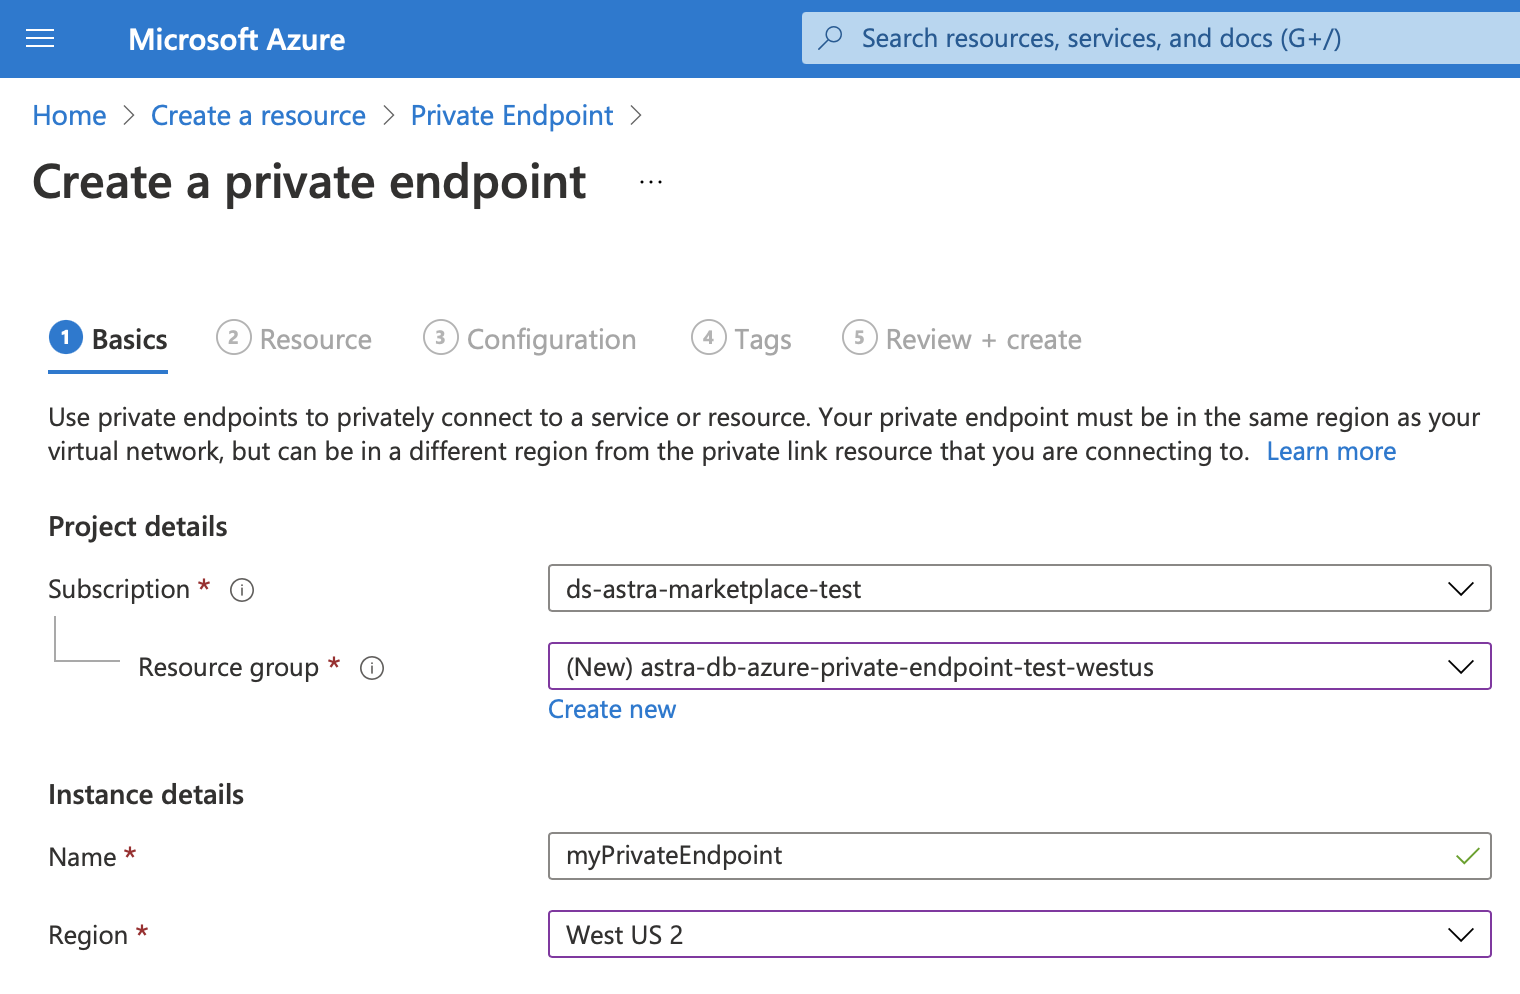 Microsoft Azure
Search resources, services, and docs (G+/)
Home > Create a resource > Private Endpoint >
Create a private endpoint ...
1 Basics 2 Resource 3 Configuration 4 Tags 5 Review + create
Use private endpoints to privately connect to a service or resource. Your private endpoint must be in the same region as your
virtual network, but can be in a different region from the private link resource that you are connecting to. Learn more
Project details
Subscription * i ds-astra-marketplace-test
Resource group * i (New) astra-db-azure-private-endpoint-test-westus
Create new
Instance details
Name * myPrivateEndpoint
Region * West US 2